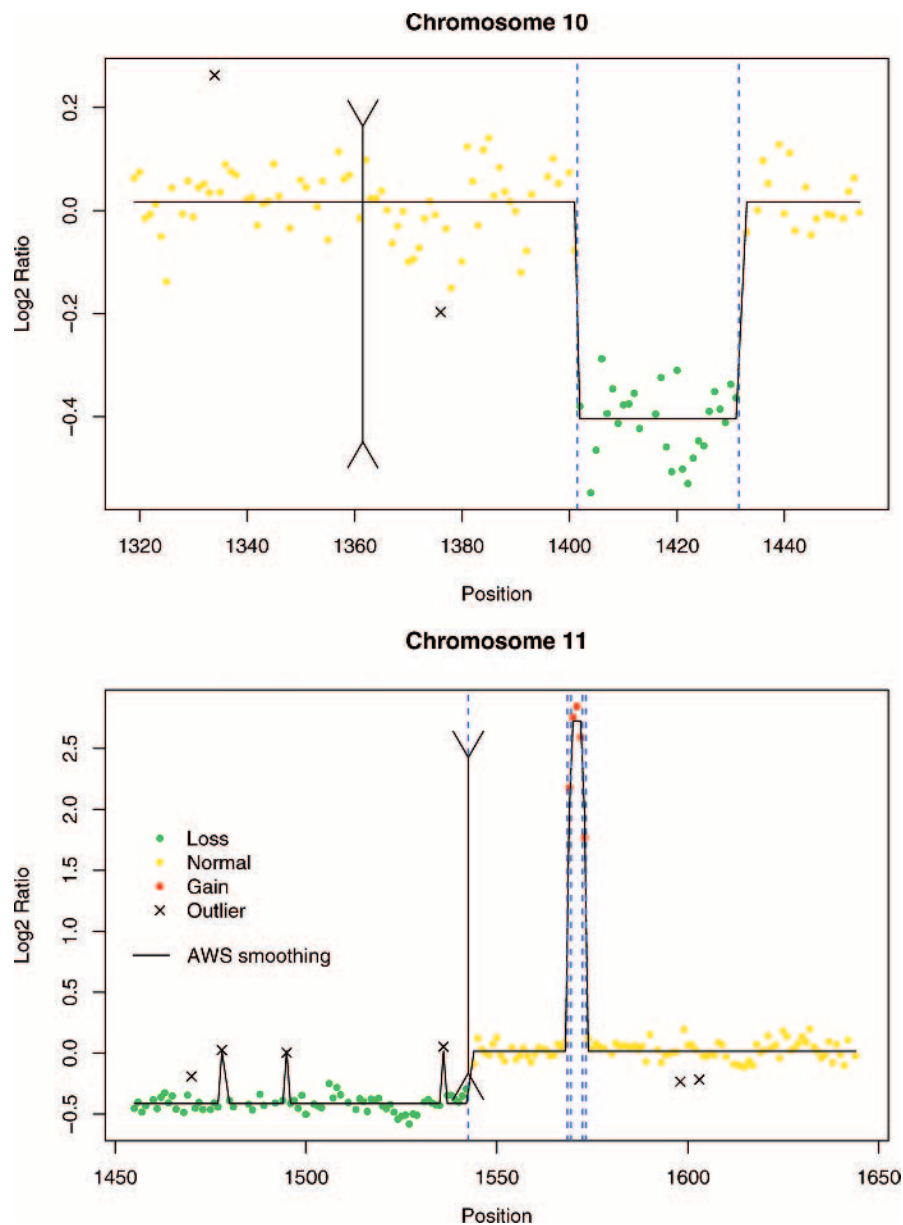 Chromosome 10
0.2
0.0
−0.2
−0.4
Log2 Ratio
1320 1340 1360 1380 1400 1420 1440
Position
Chromosome 11
2.5
2.0
1.5
1.0
0.5
0.0
−0.5
Log2 Ratio
Loss
Normal
Gain
Outlier
AWS smoothing
1450 1500 1550 1600 1650
Position